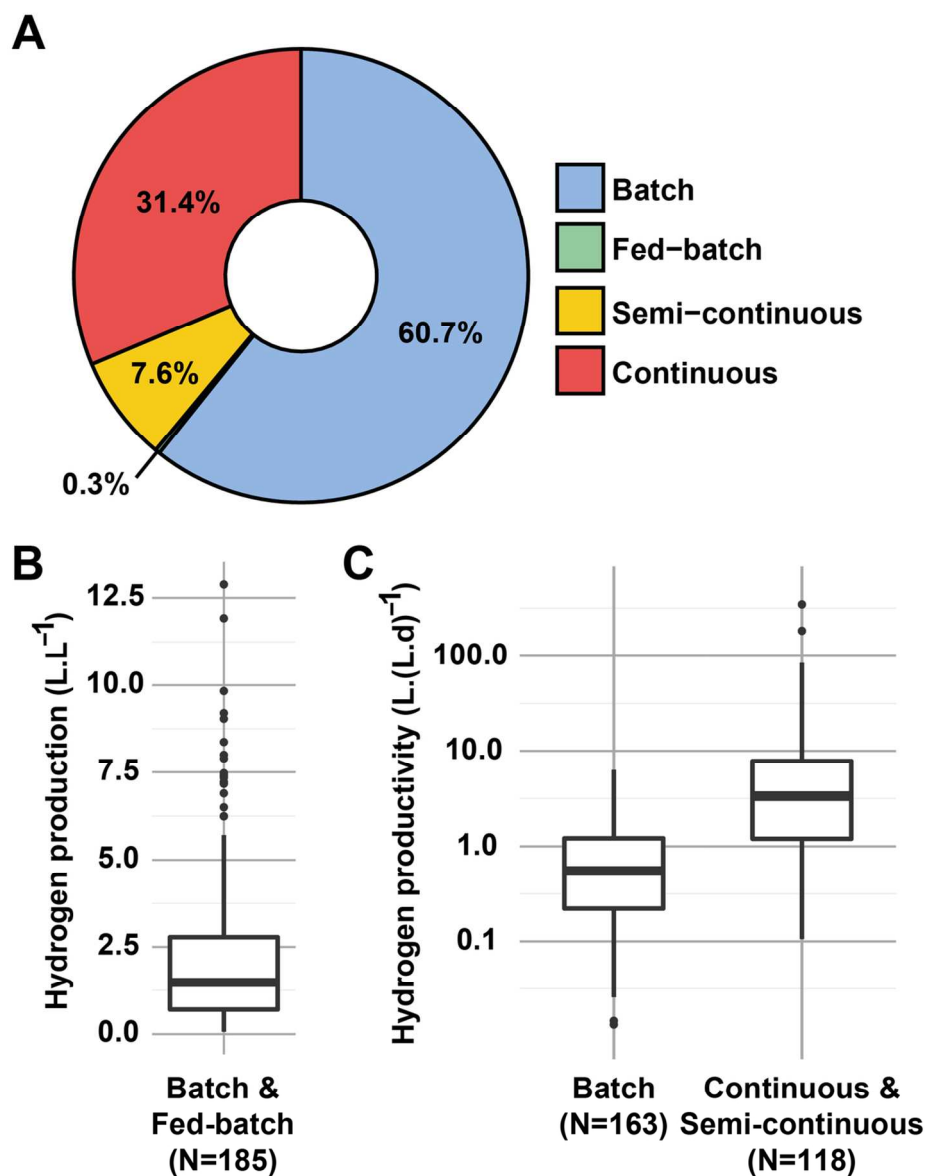 A
31.4%
7.6%
0.3%
60.7%
Batch
Fed−batch
Semi−continuous
Continuous
B
Hydrogen production (L.L⁻¹)
12.5
10.0
7.5
5.0
2.5
0.0
Batch &
Fed-batch
(N=185)
C
Hydrogen productivity (L.(L.d)⁻¹)
100.0
10.0
1.0
0.1
Batch
(N=163)
Continuous &
Semi-continuous
(N=118)